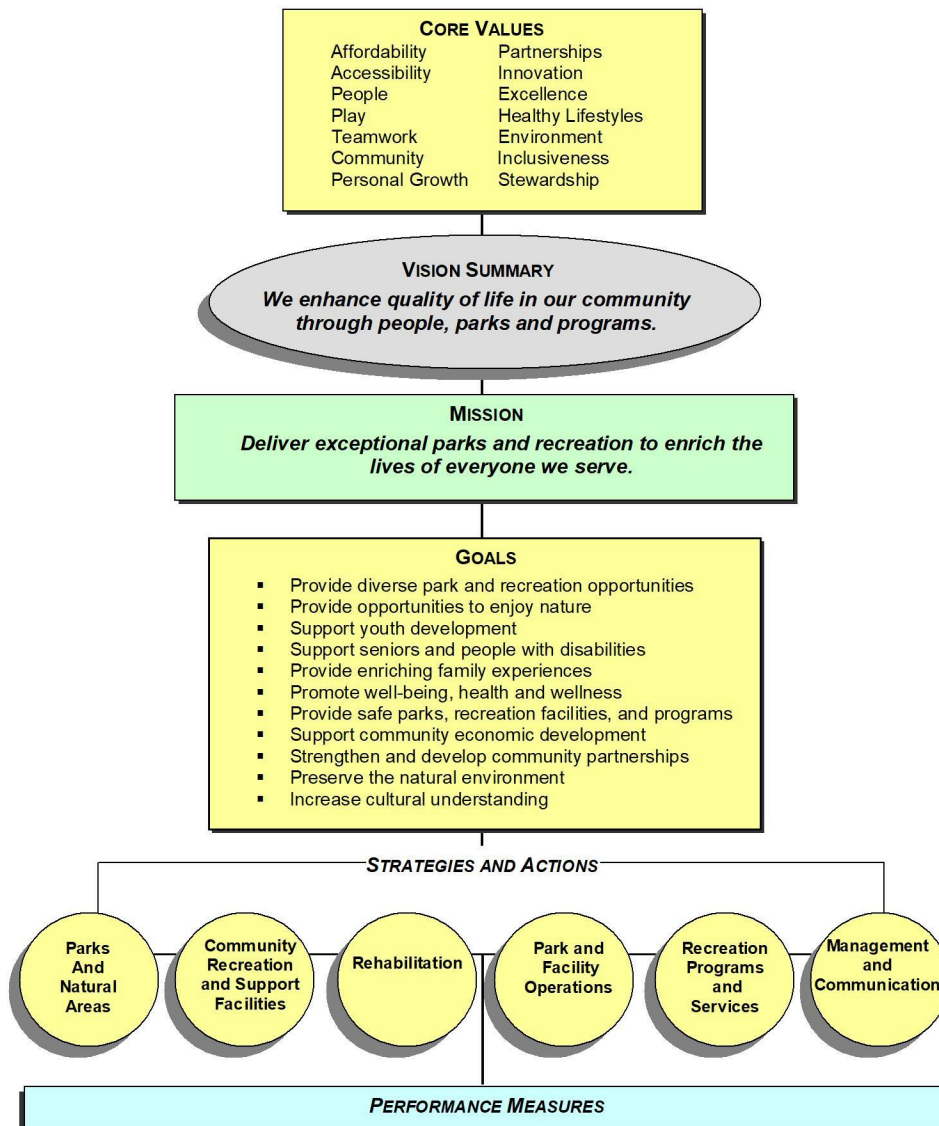 CORE VALUES
Affordability Partnerships
Accessibility Innovation
People Excellence
Play Healthy Lifestyles
Teamwork Environment
Community Inclusiveness
Personal Growth Stewardship
VISION SUMMARY
We enhance quality of life in our community
through people, parks and programs.
MISSION
Deliver exceptional parks and recreation to enrich the
lives of everyone we serve.
GOALS
▪ Provide diverse park and recreation opportunities
▪ Provide opportunities to enjoy nature
▪ Support youth development
▪ Support seniors and people with disabilities
▪ Provide enriching family experiences
▪ Promote well-being, health and wellness
▪ Provide safe parks, recreation facilities, and programs
▪ Support community economic development
▪ Strengthen and develop community partnerships
▪ Preserve the natural environment
▪ Increase cultural understanding
STRATEGIES AND ACTIONS
Parks
And
Natural
Areas
Community
Recreation
and Support
Facilities
Rehabilitation
Park and
Facility
Operations
Recreation
Programs
and
Services
Management
and
Communication
PERFORMANCE MEASURES